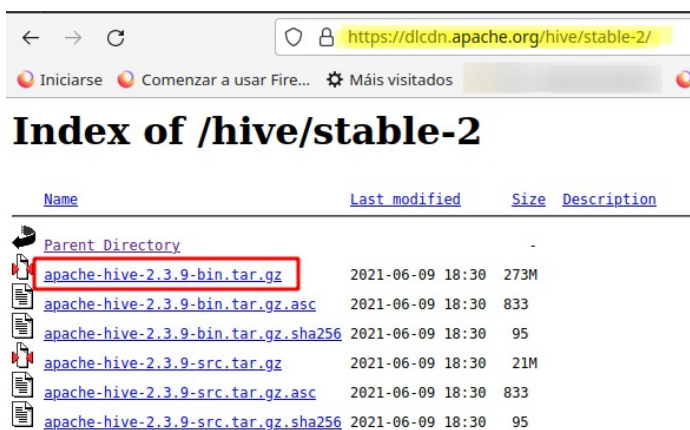 https://dlcdn.apache.org/hive/stable-2/
Iniciarse Comenzar a usar Fire... Máis visitados
Index of /hive/stable-2
Name Last modified Size Description
Parent Directory -
apache-hive-2.3.9-bin.tar.gz 2021-06-09 18:30 273M
apache-hive-2.3.9-bin.tar.gz.asc 2021-06-09 18:30 833
apache-hive-2.3.9-bin.tar.gz.sha256 2021-06-09 18:30 95
apache-hive-2.3.9-src.tar.gz 2021-06-09 18:30 21M
apache-hive-2.3.9-src.tar.gz.asc 2021-06-09 18:30 833
apache-hive-2.3.9-src.tar.gz.sha256 2021-06-09 18:30 95